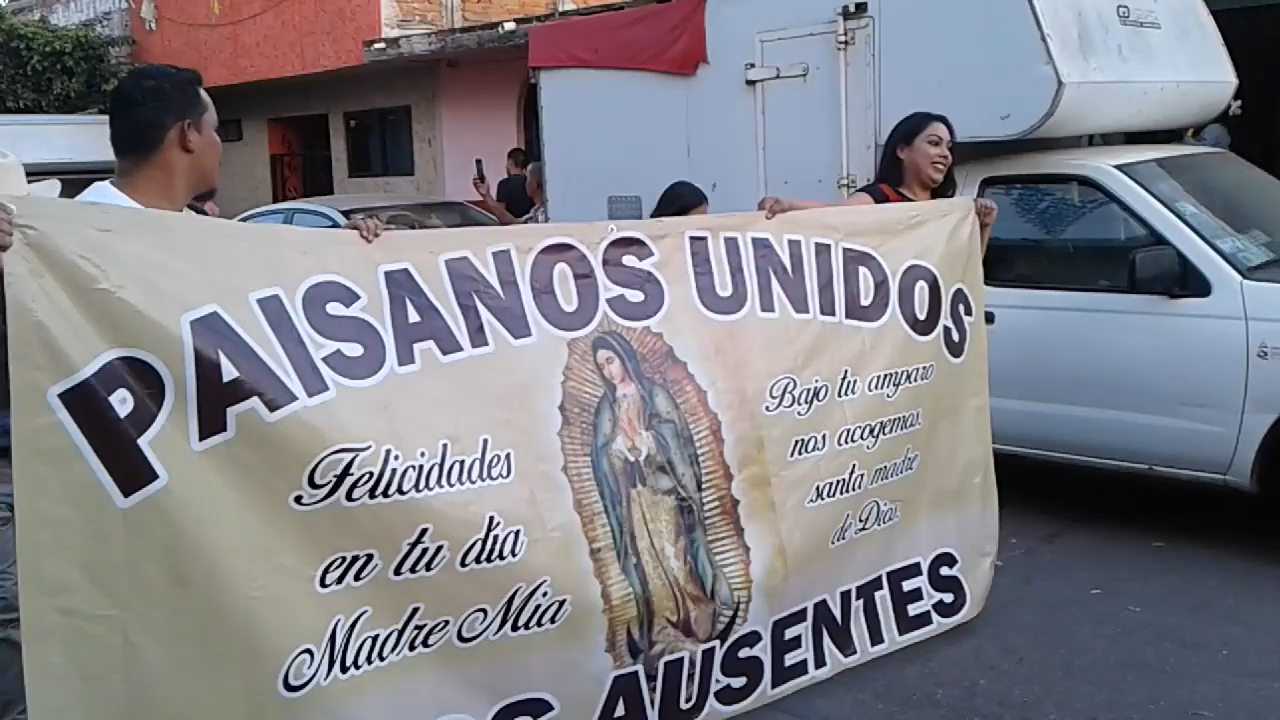 PAISANOS UNIDOS
Felicidades
en tu día
Madre Mia
Bajo tu amparo
nos acogemos,
santa madre
de Dios.
AUSENTES